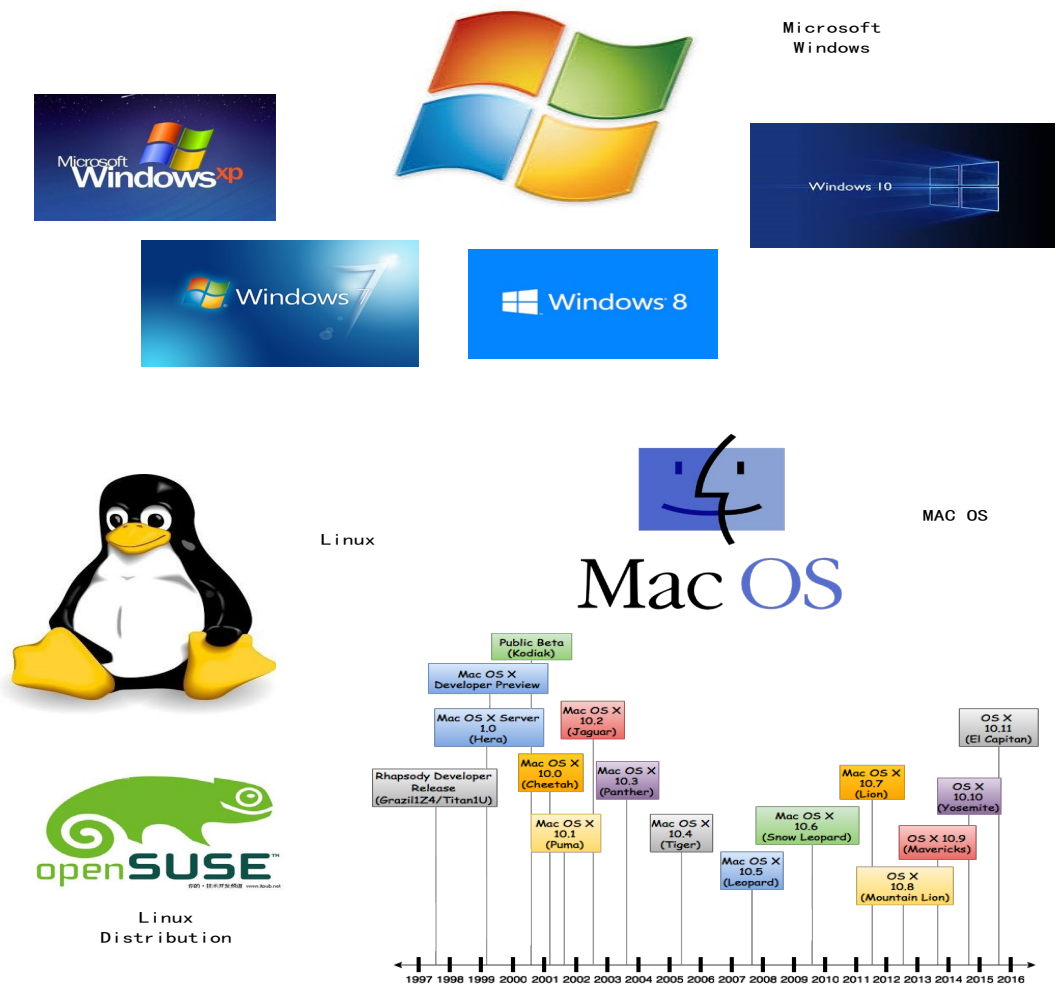 Microsoft
Windows
Microsoft
Windows xp
Windows 10
Windows 7
Windows 8
Linux
MAC OS
Mac OS
Public Beta
(Kodiak)
Mac OS X
Developer Preview
Mac OS X Server
1.0
(Hera)
Mac OS X
10.2
(Jaguar)
OS X
10.11
(El Capitan)
Rhapsody Developer
Release
(Grazil1Z4/Titan1U)
Mac OS X
10.0
(Cheetah)
Mac OS X
10.3
(Panther)
Mac OS X
10.7
(Lion)
OS X
10.10
(Yosemite)
Mac OS X
10.1
(Puma)
Mac OS X
10.4
(Tiger)
Mac OS X
10.6
(Snow Leopard)
OS X 10.9
(Mavericks)
Mac OS X
10.5
(Leopard)
OS X
10.8
(Mountain Lion)
openSUSE™
Linux
Distribution
1997 1998 1999 2000 2001 2002 2003 2004 2005 2006 2007 2008 2009 2010 2011 2012 2013 2014 2015 2016